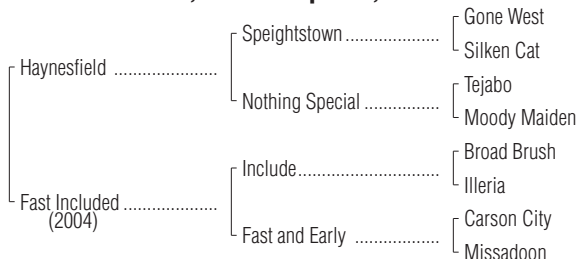 Gone West
Speightstown
Silken Cat
Haynesfield
Tejabo
Nothing Special
Moody Maiden
Broad Brush
Include
Illeria
Fast Included
(2004)
Carson City
Fast and Early
Missadoon